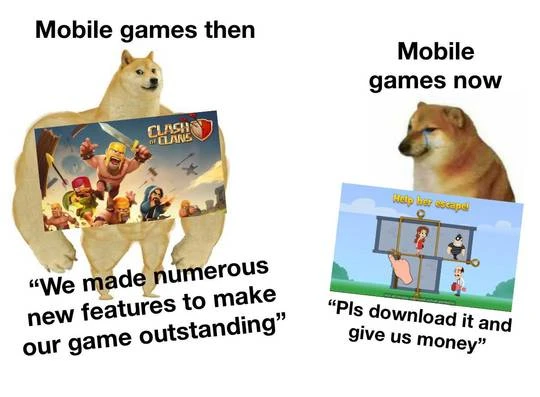 Mobile games then
CLASH
OF CLANS
“We made numerous
new features to make
our game outstanding”
Mobile
games now
Help her escape!
“Pls download it and
give us money”